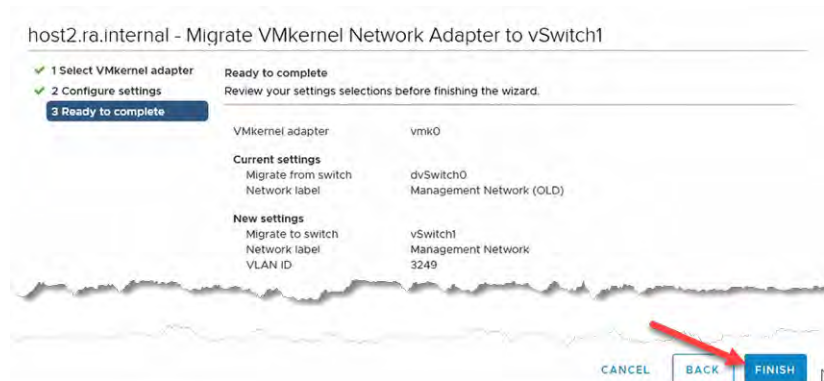 host2.ra.internal - Migrate VMkernel Network Adapter to vSwitch1
1 Select VMkernel adapter
2 Configure settings
3 Ready to complete
Ready to complete
Review your settings selections before finishing the wizard.
VMkernel adapter vmk0
Current settings
Migrate from switch dvSwitch0
Network label Management Network (OLD)
New settings
Migrate to switch vSwitch1
Network label Management Network
VLAN ID 3249
CANCEL BACK FINISH